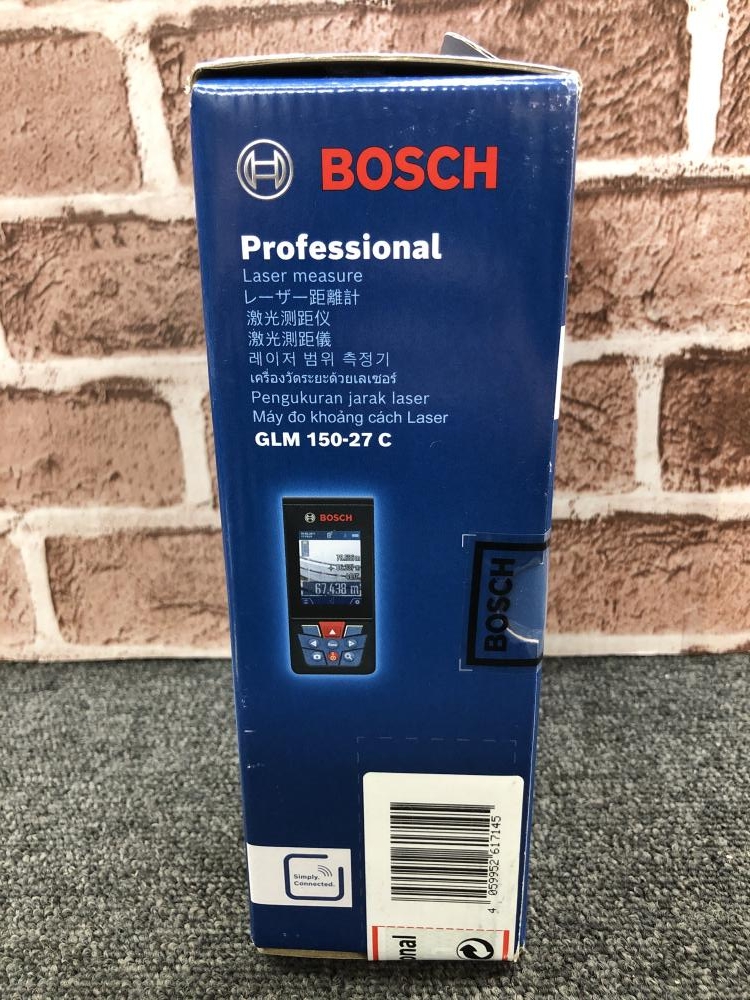 BOSCH
Professional
Laser measure
レーザー距離計
激光测距仪
激光測距儀
레이저 범위 측정기
เครื่องวัดระยะด้วยเลเซอร์
Pengukuran jarak laser
Máy đo khoảng cách Laser
GLM 150-27 C
BOSCH
67.438 m
BOSCH
4 059952 617145
Simply.
Connected.
onal